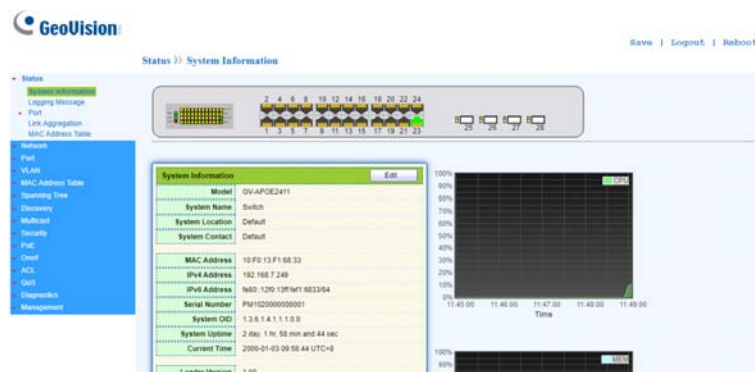 GeoVision
Save | Logout | Reboot
Status >> System Information
Status
System Information
Logging Message
Port
Link Aggregation
MAC Address Table
Network
Port
VLAN
MAC Address Table
Spanning Tree
Discovery
Multicast
Security
PoE
Onvif
ACL
QoS
Diagnostics
Management
2 4 6 8 10 12 14 16 18 20 22 24
1 3 5 7 9 11 13 15 17 19 21 23
25 26 27 28
System Information Edit
Model GV-APOE2411
System Name Switch
System Location Default
System Contact Default
MAC Address 10:F0:13:F1:68:33
IPv4 Address 192.168.7.249
IPv6 Address fe80::12f0:13ff:fef1:6833/64
Serial Number PM1020000000001
System OID 1.3.6.1.4.1.1.1.0.0
System Uptime 2 day, 1 hr, 58 min and 44 sec
Current Time 2000-01-03 09:58:44 UTC+8
Loader Version 1.00
100%
90%
80%
70%
60%
50%
40%
30%
20%
10%
0%
CPU
11:45:00 11:46:00 11:47:00 11:48:00 11:49:00
Time
100%
90%
MEM